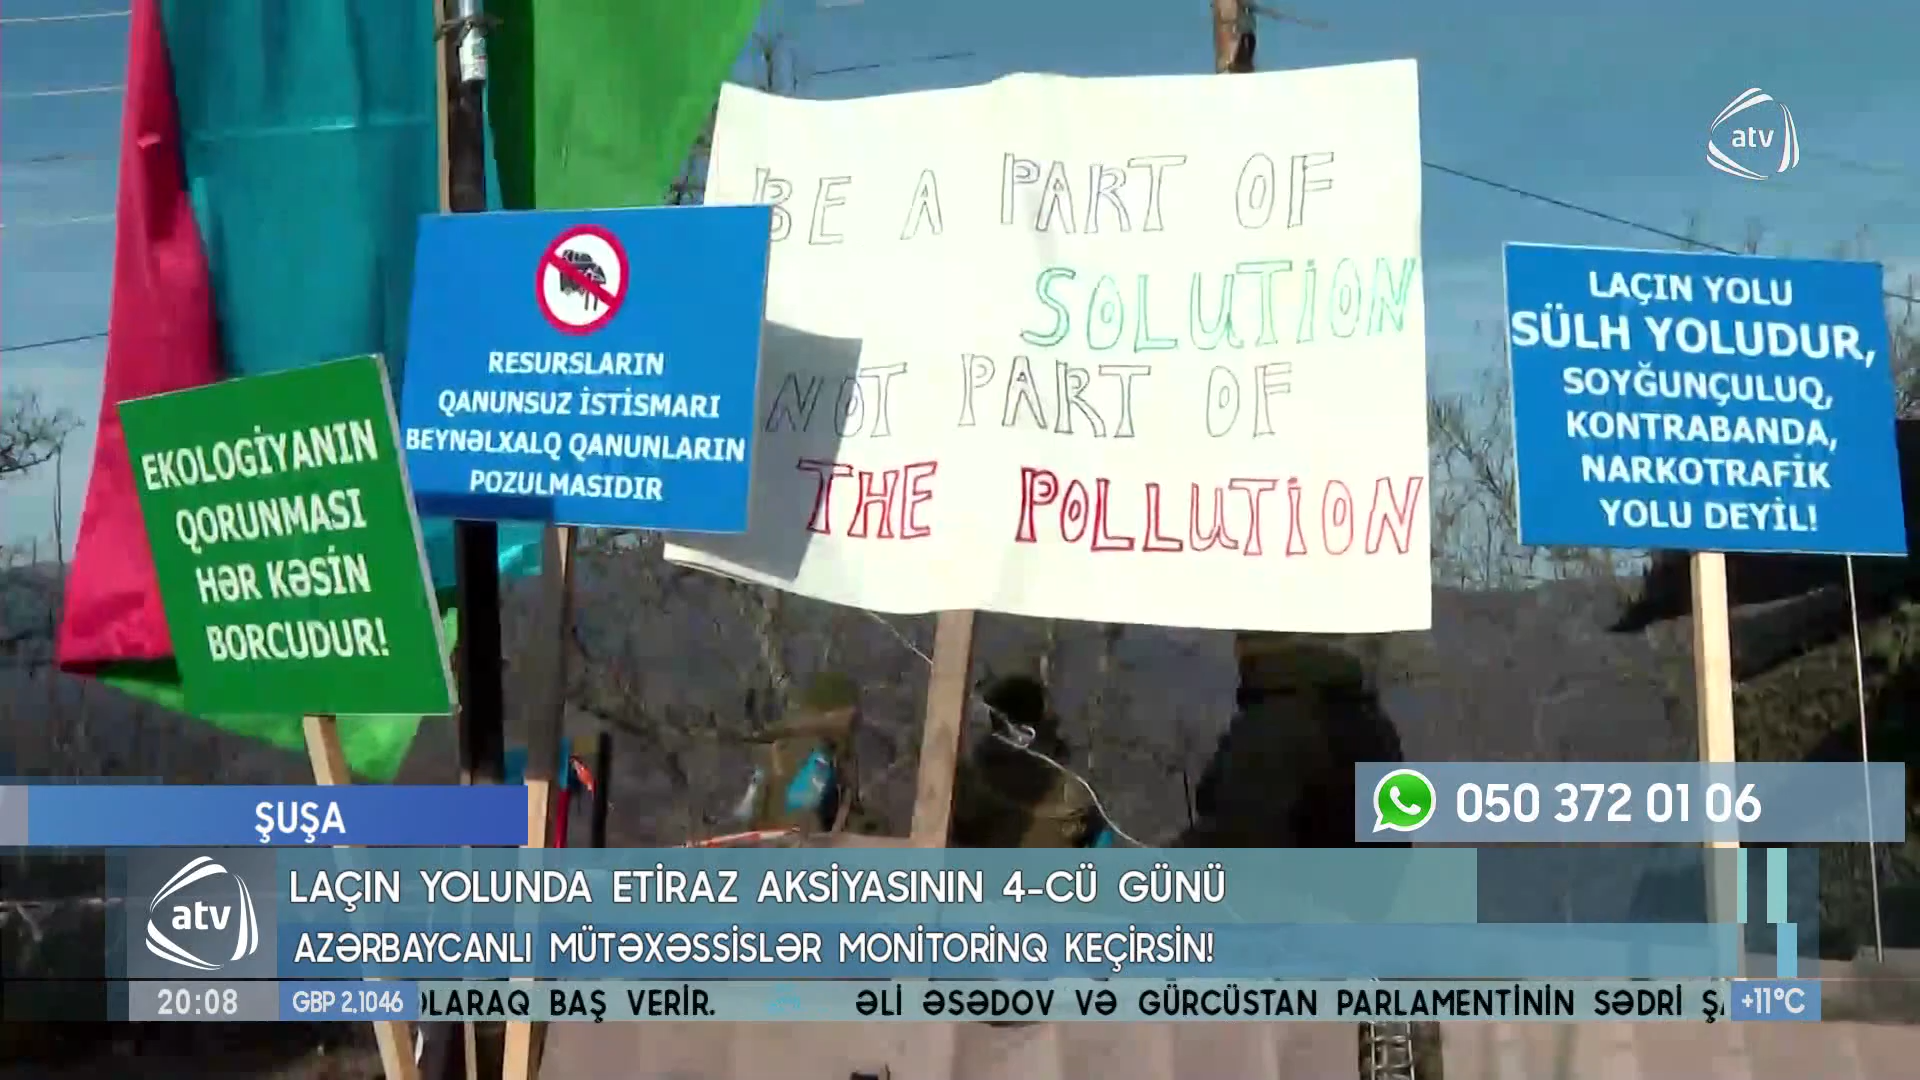 atv
BE A PART OF
SOLUTION
NOT PART OF
THE POLLUTION
RESURSLARIN
QANUNSUZ İSTİSMARI
BEYNƏLXALQ QANUNLARIN
POZULMASIDIR
EKOLOGİYANIN
QORUNMASI
HƏR KƏSİN
BORCUDUR!
LAÇIN YOLU
SÜLH YOLUDUR,
SOYĞUNÇULUQ,
KONTRABANDA,
NARKOTRAFİK
YOLU DEYİL!
050 372 01 06
ŞUŞA
atv
LAÇIN YOLUNDA ETİRAZ AKSİYASININ 4-CÜ GÜNÜ
AZƏRBAYCANLI MÜTƏXƏSSİSLƏR MONİTORİNQ KEÇİRSİN!
20:08 GBP 2,1046 OLARAQ BAŞ VERİR. ƏLİ ƏSƏDOV VƏ GÜRCÜSTAN PARLAMENTİNİN SƏDRİ +11°C